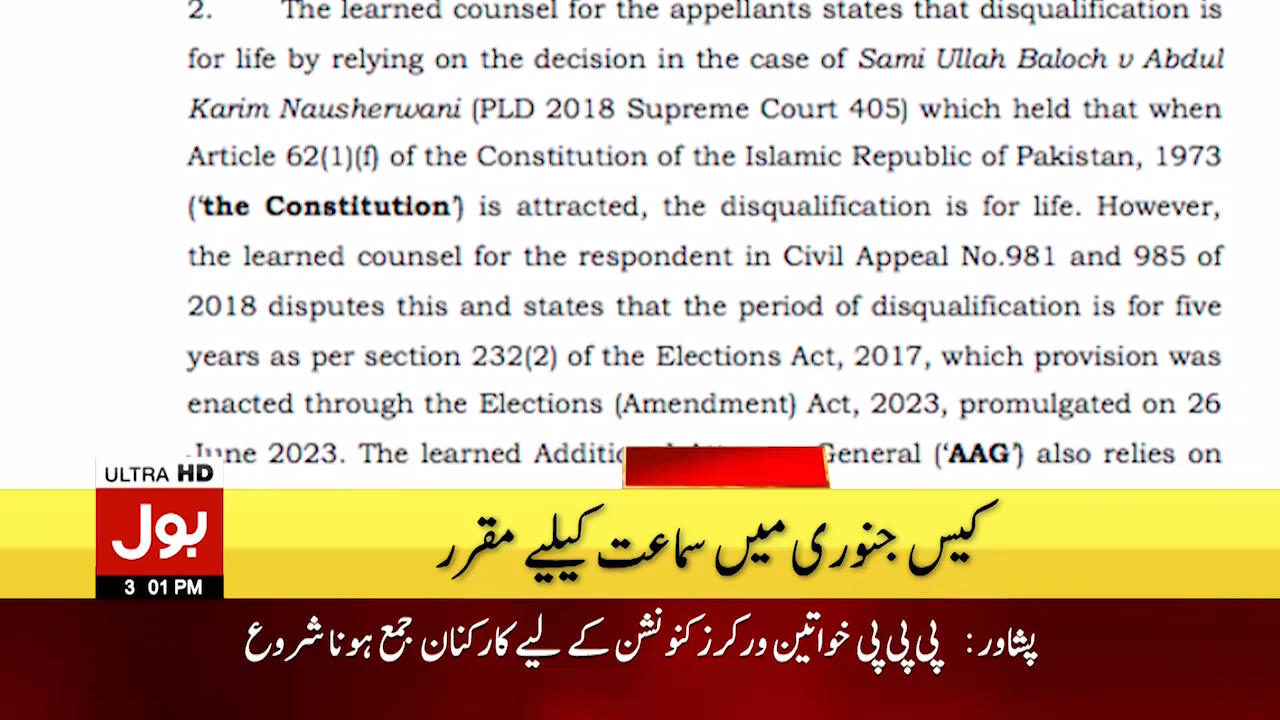 2. The learned counsel for the appellants states that disqualification is
for life by relying on the decision in the case of Sami Ullah Baloch v Abdul
Karim Nausherwani (PLD 2018 Supreme Court 405) which held that when
Article 62(1)(f) of the Constitution of the Islamic Republic of Pakistan, 1973
('the Constitution') is attracted, the disqualification is for life. However,
the learned counsel for the respondent in Civil Appeal No.981 and 985 of
2018 disputes this and states that the period of disqualification is for five
years as per section 232(2) of the Elections Act, 2017, which provision was
enacted through the Elections (Amendment) Act, 2023, promulgated on 26
June 2023. The learned General ('AAG') also relies on
ULTRA HD
بول
3 01 PM
کیس جنوری میں سماعت کیلیے مقرر
پشاور: پی پی پی خواتین ورکرز کنونشن کے لیے کارکنان جمع ہونا شروع